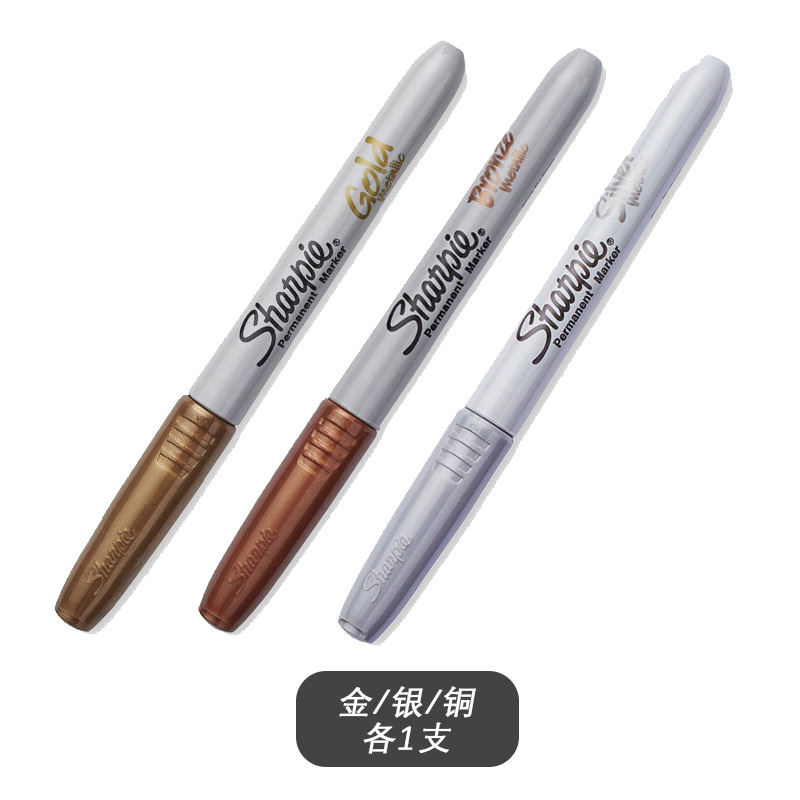 Gold
Metallic
Sharpie®
Permanent Marker
Sharpie
Bronze
Metallic
Sharpie®
Permanent Marker
Sharpie
Silver
Metallic
Sharpie®
Permanent Marker
Sharpie
金/银/铜
各1支